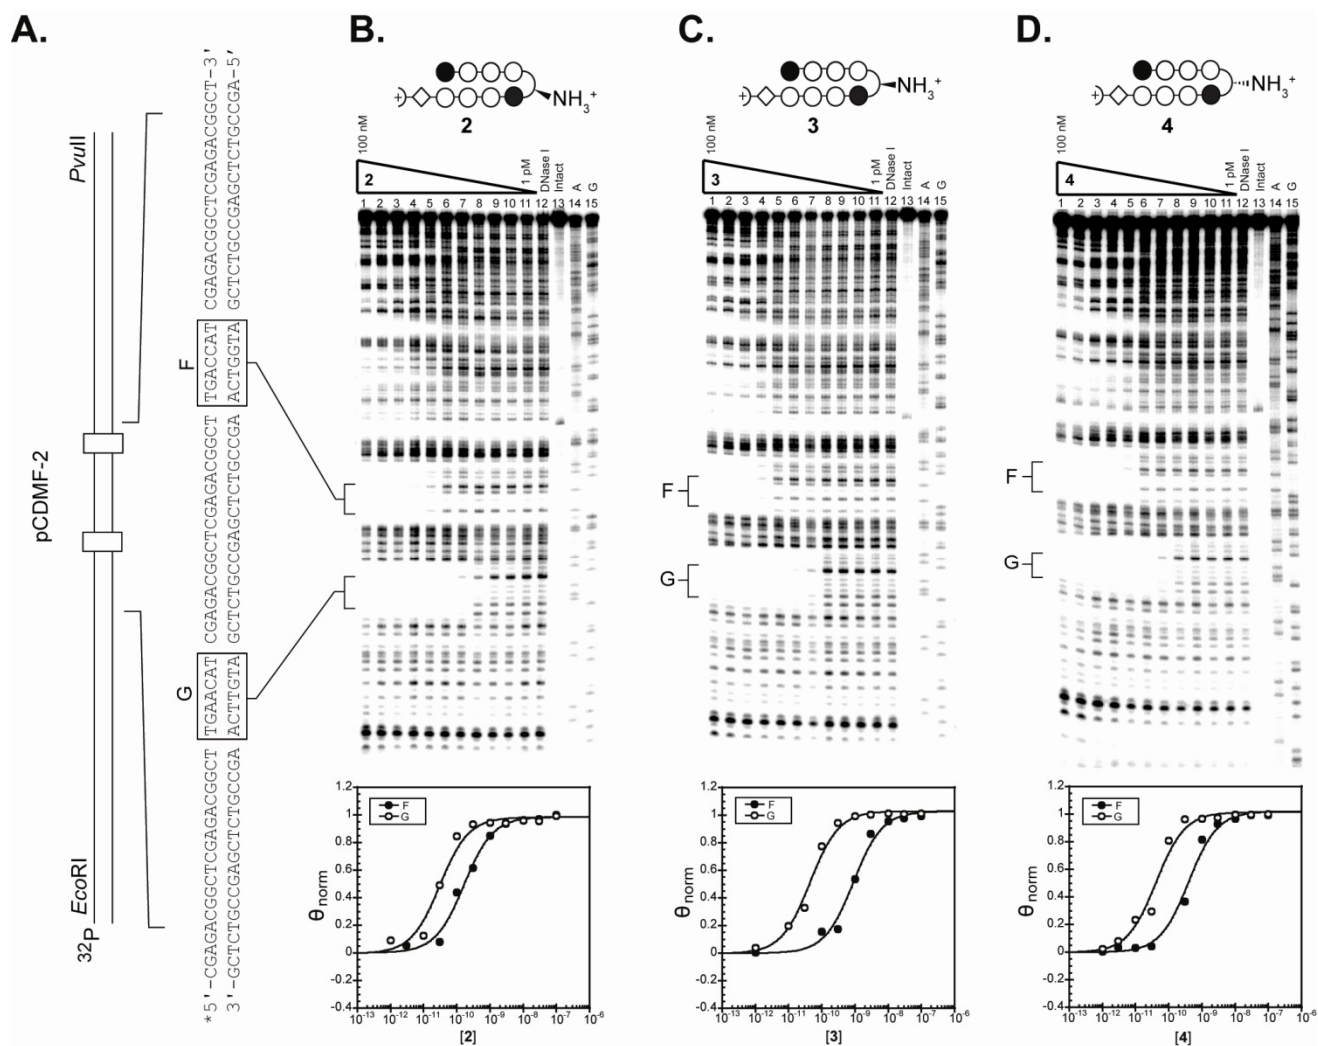 A.
pCDMF-2
PvuII
32P EcoRI
*5'-CGAGACGGCTCGAGACGGCT TGAACAT CGAGACGGCTCGAGACGGCT TGACCAT CGAGACGGCTCGAGACGGCT-3'
3'-GCTCTGCCGAGCTCTGCCGA ACTTGTA GCTCTGCCGAGCTCTGCCGA ACTGGTA GCTCTGCCGAGCTCTGCCGA-5'
F
G
B.
+ NH3+
2
100 nM
2
1 pM
DNase I
Intact
A
G
1 2 3 4 5 6 7 8 9 10 11 12 13 14 15
F
G
θnorm
1.2
1
0.8
0.6
0.4
0.2
0
-0.2
-0.4
10-13 10-12 10-11 10-10 10-9 10-8 10-7 10-6
[2]
C.
+ NH3+
3
100 nM
3
1 pM
DNase I
Intact
A
G
1 2 3 4 5 6 7 8 9 10 11 12 13 14 15
F
G
F
G
θnorm
1.2
1
0.8
0.6
0.4
0.2
0
-0.2
-0.4
10-13 10-12 10-11 10-10 10-9 10-8 10-7 10-6
[3]
D.
+ NH3+
4
100 nM
4
1 pM
DNase I
Intact
A
G
1 2 3 4 5 6 7 8 9 10 11 12 13 14 15
F
G
F
G
θnorm
1.2
1
0.8
0.6
0.4
0.2
0
-0.2
-0.4
10-13 10-12 10-11 10-10 10-9 10-8 10-7 10-6
[4]